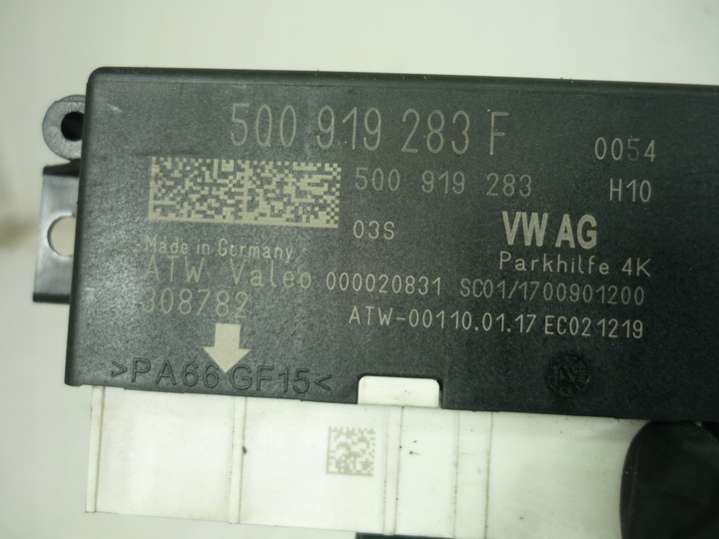 5Q0 919 283 F
0054
5Q0 919 283
H10
03S
VW AG
Made in Germany
Parkhilfe 4K
ATW Valeo 000020831 SC01/1700901200
308782
ATW-00110.01.17 EC021219
>PA66 GF15<